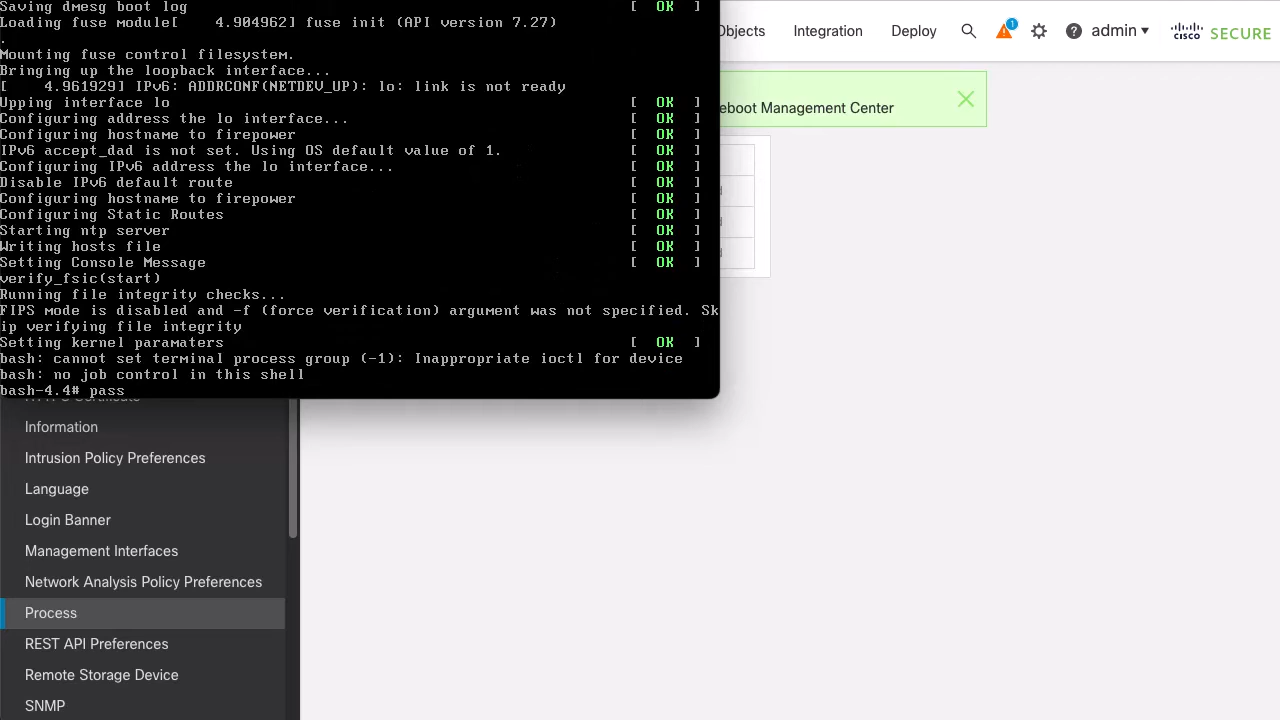 Saving dmesg boot log [ OK ]
Loading fuse module[ 4.904962] fuse init (API version 7.27)
.
Mounting fuse control filesystem.
Bringing up the loopback interface...
[ 4.961929] IPv6: ADDRCONF(NETDEV_UP): lo: link is not ready
Upping interface lo [ OK ]
Configuring address the lo interface... [ OK ]
Configuring hostname to firepower [ OK ]
IPv6 accept_dad is not set. Using OS default value of 1. [ OK ]
Configuring IPv6 address the lo interface... [ OK ]
Disable IPv6 default route [ OK ]
Configuring hostname to firepower [ OK ]
Configuring Static Routes [ OK ]
Starting ntp server [ OK ]
Writing hosts file [ OK ]
Setting Console Message [ OK ]
verify_fsic(start)
Running file integrity checks...
FIPS mode is disabled and -f (force verification) argument was not specified. Sk
ip verifying file integrity
Setting kernel paramaters [ OK ]
bash: cannot set terminal process group (-1): Inappropriate ioctl for device
bash: no job control in this shell
bash-4.4# pass
Objects Integration Deploy 1 ? admin
CISCO SECURE
eboot Management Center
Information
Intrusion Policy Preferences
Language
Login Banner
Management Interfaces
Network Analysis Policy Preferences
Process
REST API Preferences
Remote Storage Device
SNMP